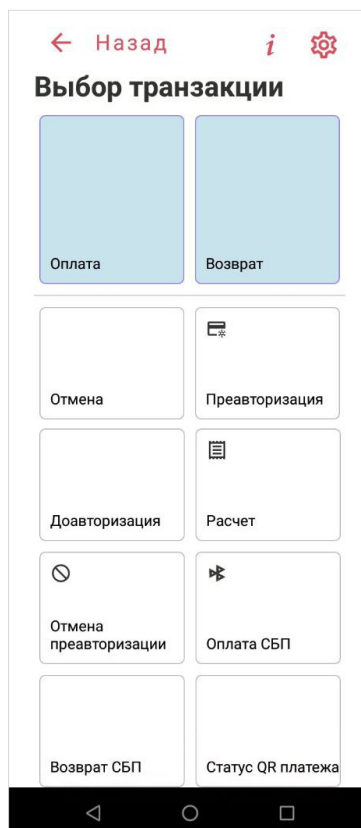 Назад i
Выбор транзакции
Оплата
Возврат
Отмена
Преавторизация
Доавторизация
Расчет
Отмена
преавторизации
Оплата СБП
Возврат СБП
Статус QR платежа